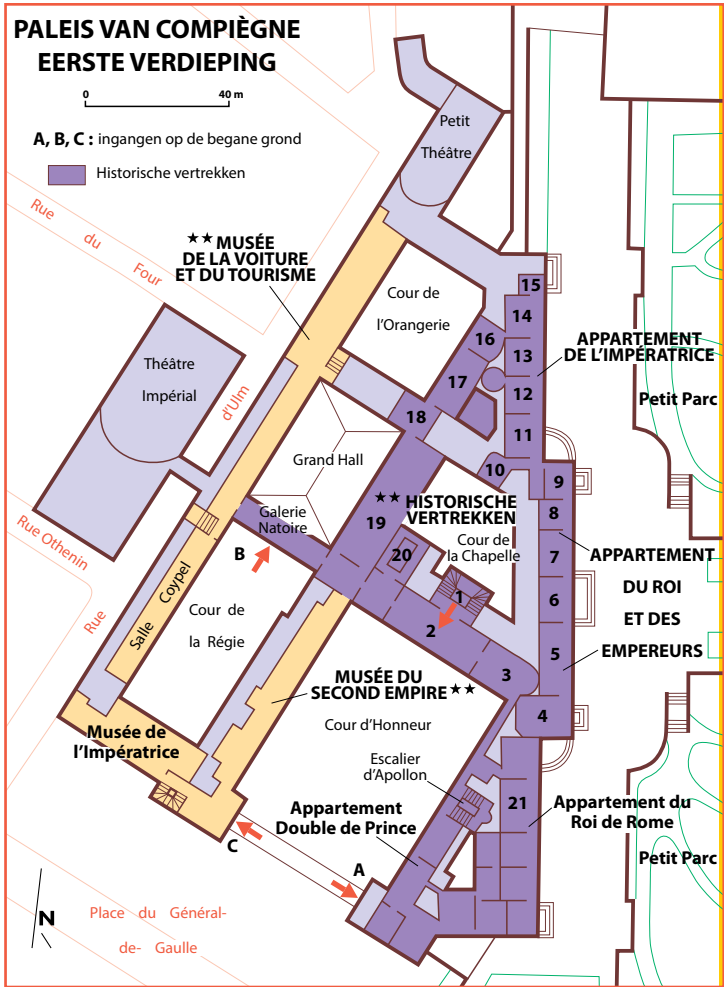 PALEIS VAN COMPIÈGNE
EERSTE VERDIEPING
0 40 m
A, B, C : ingangen op de begane grond
Historische vertrekken
Petit
Théâtre
Rue du Four
★★ MUSÉE
DE LA VOITURE
ET DU TOURISME
Cour de
l'Orangerie
15
14
16
13
APPARTEMENT
DE L'IMPÉRATRICE
17
12
Théâtre
Impérial
d'Ulm
Petit Parc
18
11
Grand Hall
10
9
★★ HISTORISCHE
VERTREKKEN
Galerie
Natoire
19
8
Cour de
la Chapelle
Rue Othenin
B
20
7
APPARTEMENT
DU ROI
ET DES
EMPEREURS
1
6
Salle Coypel
Cour de
la Régie
Rue
2
5
3
MUSÉE DU
SECOND EMPIRE ★★
4
Musée de
l'Impératrice
Cour d'Honneur
Escalier
d'Apollon
21
Appartement
Double de Prince
Appartement du
Roi de Rome
C
A
Petit Parc
N
Place du Général-
de- Gaulle